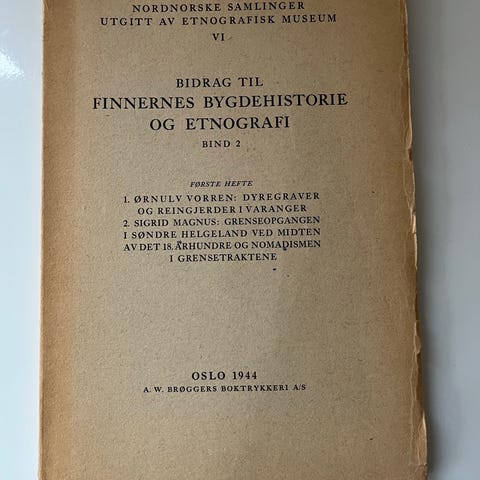 NORDNORSKE SAMLINGER
UTGITT AV ETNOGRAFISK MUSEUM
VI
BIDRAG TIL
FINNERNES BYGDEHISTORIE
OG ETNOGRAFI
BIND 2
FØRSTE HEFTE
1. ØRNULV VORREN: DYREGRAVER
OG REINGJERDER I VARANGER
2. SIGRID MAGNUS: GRENSEOPGANGEN
I SØNDRE HELGELAND VED MIDTEN
AV DET 18. ÅRHUNDRE OG NOMADISMEN
I GRENSETRAKTENE
OSLO 1944
A. W. BRØGGERS BOKTRYKKERI A/S